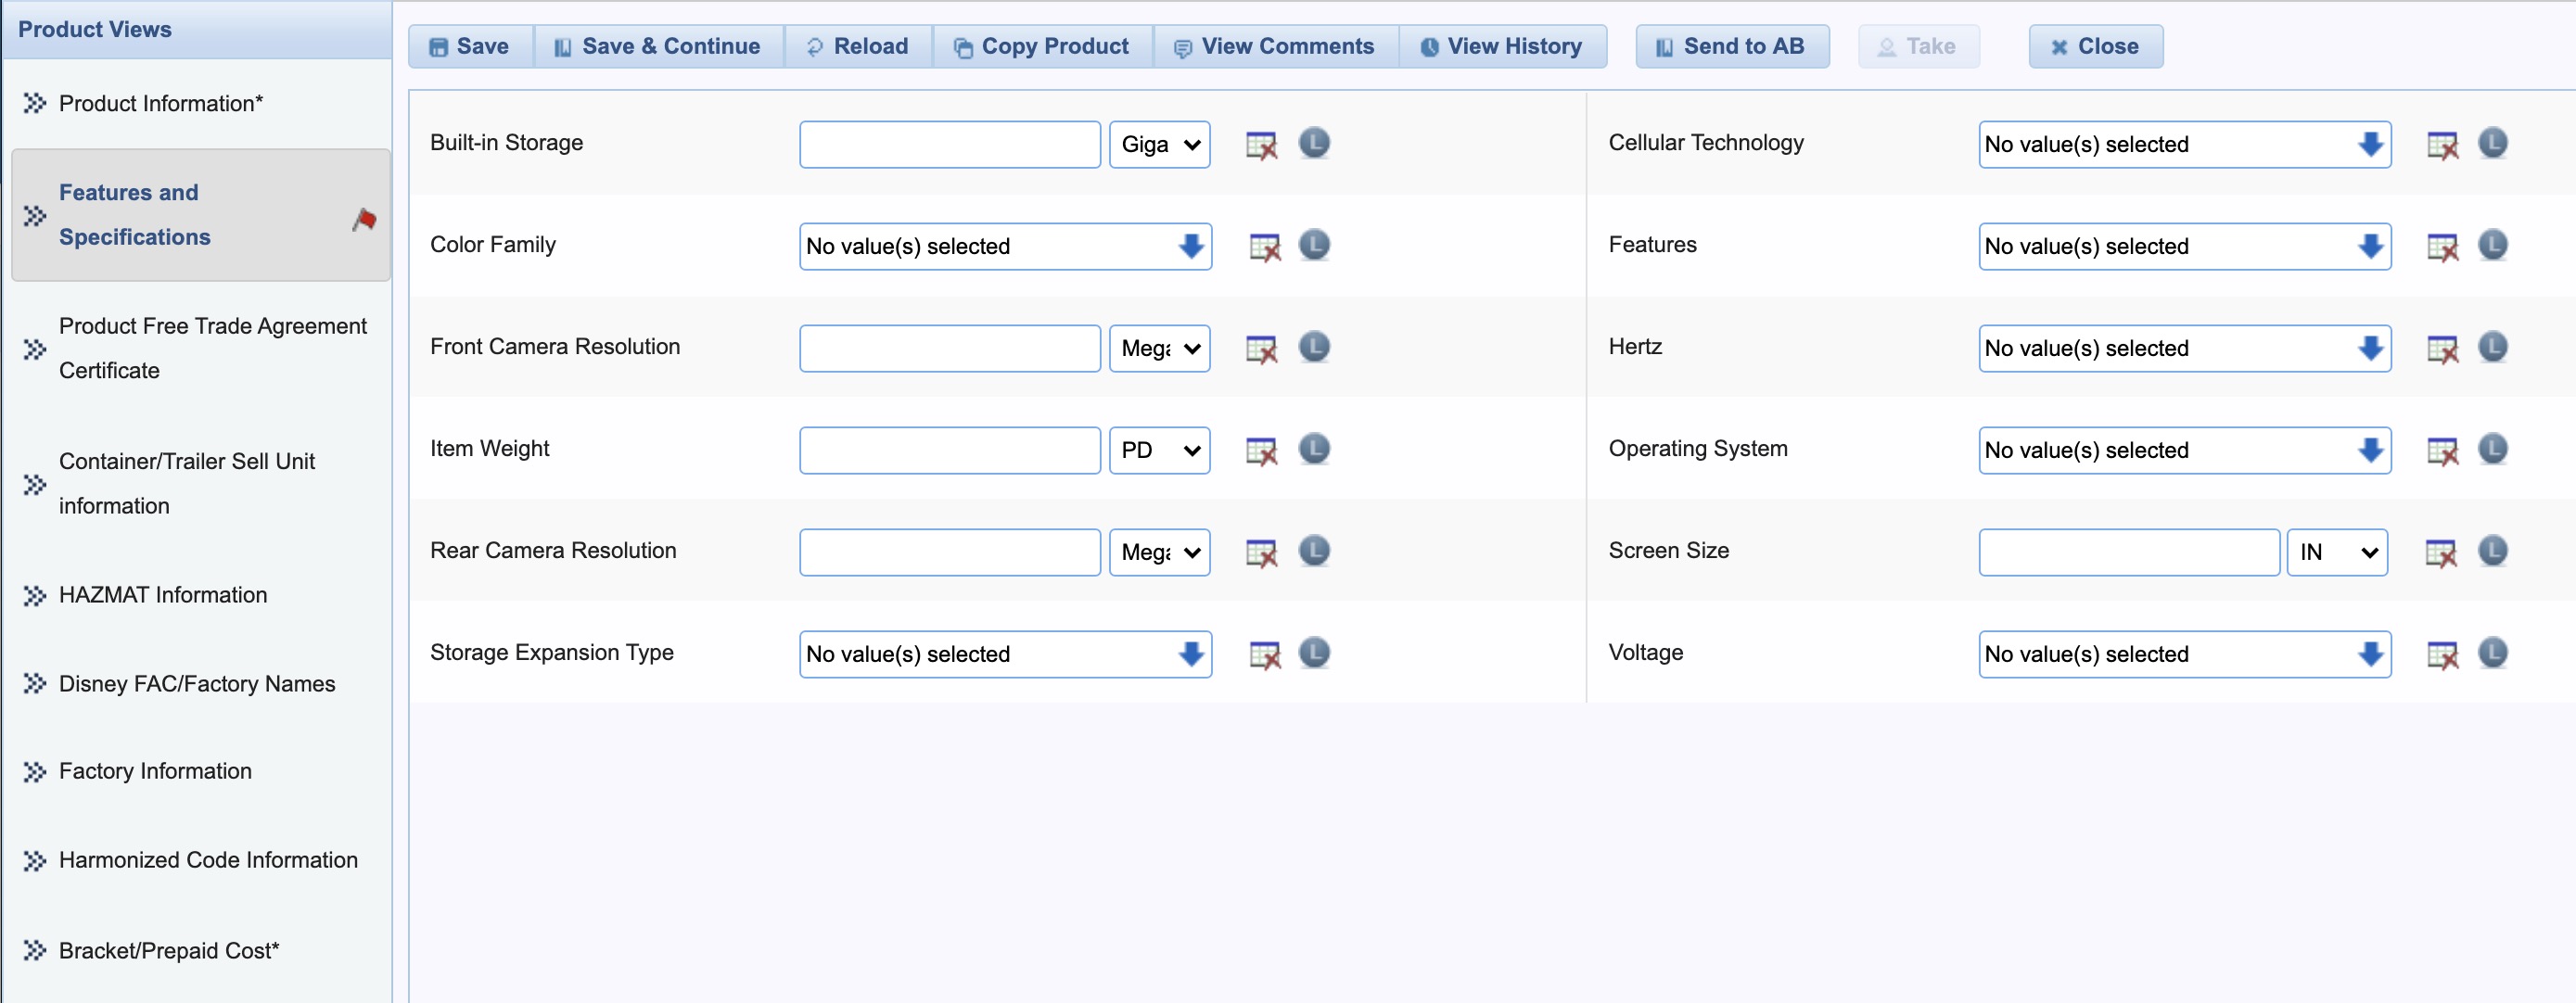 Product Views
Save
Save & Continue
Reload
Copy Product
View Comments
View History
Send to AB
Take
Close
Product Information*
Features and
Specifications
Product Free Trade Agreement
Certificate
Container/Trailer Sell Unit
information
HAZMAT Information
Disney FAC/Factory Names
Factory Information
Harmonized Code Information
Bracket/Prepaid Cost*
Built-in Storage
Giga
L
Cellular Technology
No value(s) selected
L
Color Family
No value(s) selected
L
Features
No value(s) selected
L
Front Camera Resolution
Mega
L
Hertz
No value(s) selected
L
Item Weight
PD
L
Operating System
No value(s) selected
L
Rear Camera Resolution
Mega
L
Screen Size
IN
L
Storage Expansion Type
No value(s) selected
L
Voltage
No value(s) selected
L